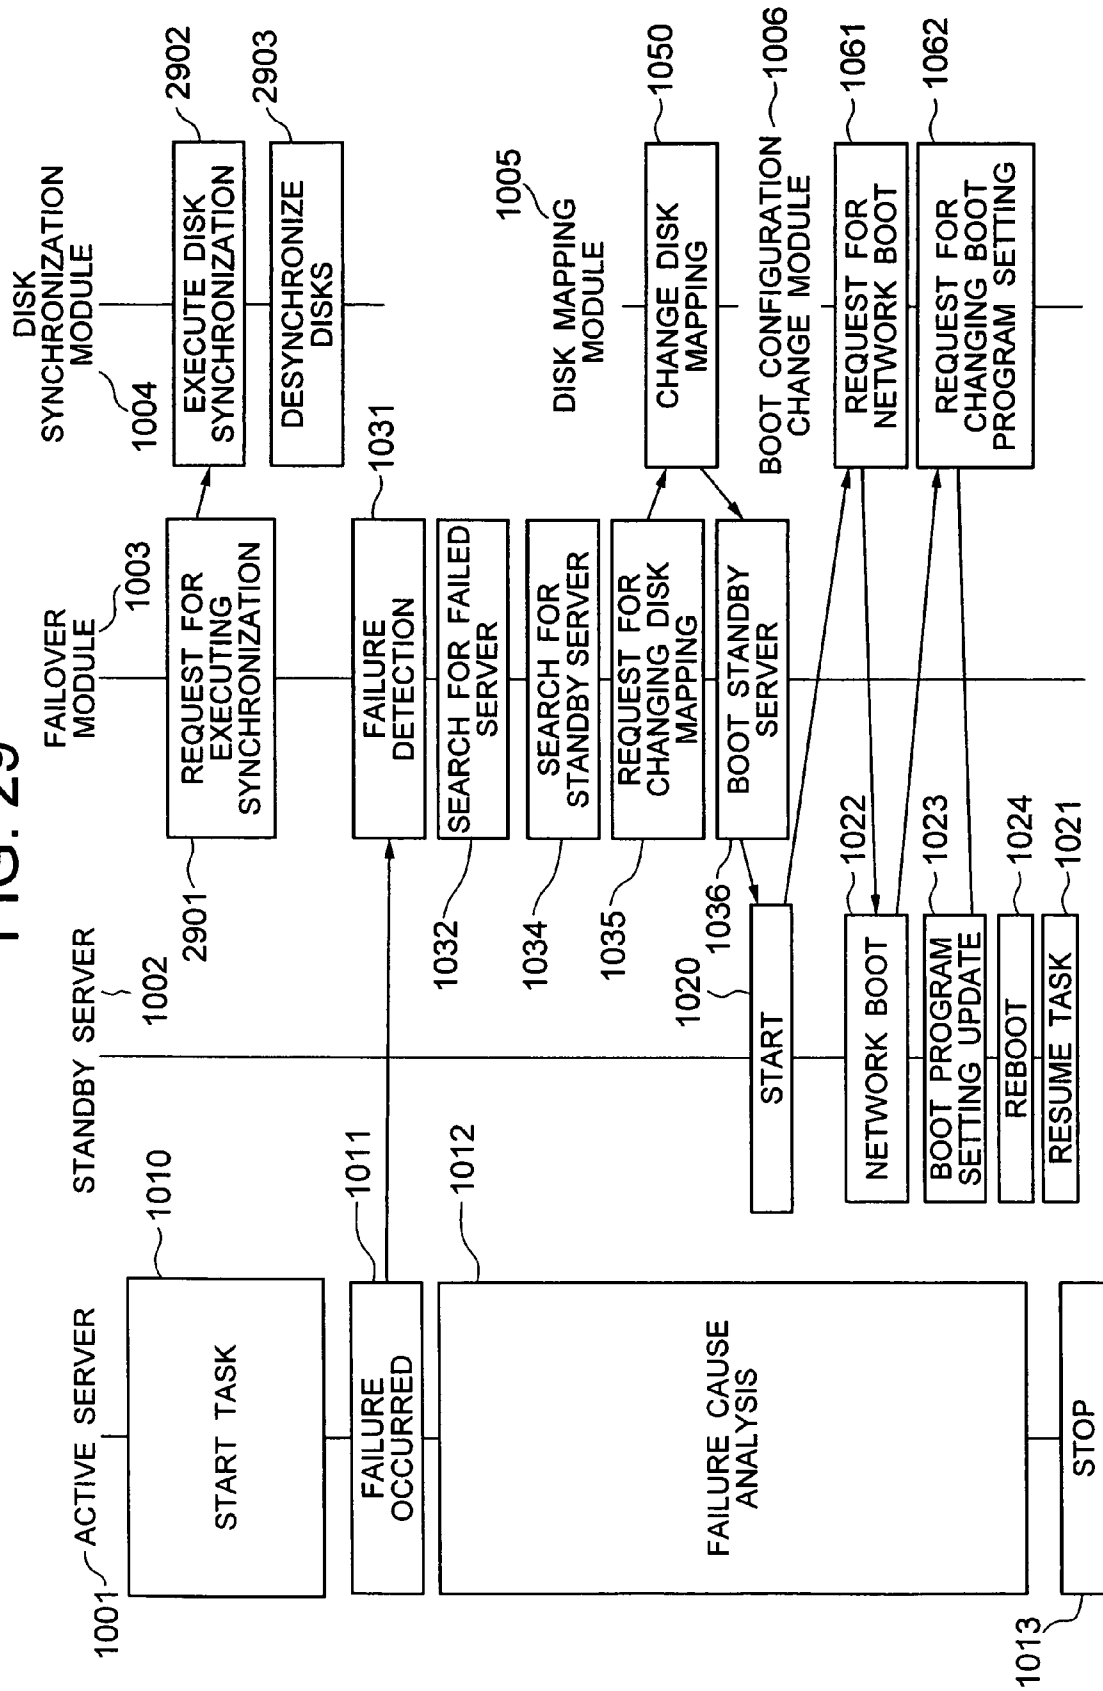 FIG. 29
1001
ACTIVE SERVER
START TASK
1010
FAILURE
OCCURRED
1011
FAILURE CAUSE
ANALYSIS
1012
STOP
1013
STANDBY SERVER
1002
START
1020
NETWORK BOOT
1022
BOOT PROGRAM
SETTING UPDATE
1023
REBOOT
1024
RESUME TASK
1021
FAILOVER
MODULE
1003
REQUEST FOR
EXECUTING
SYNCHRONIZATION
2901
FAILURE
DETECTION
1031
SEARCH FOR FAILED
SERVER
1032
SEARCH FOR
STANDBY SERVER
1034
REQUEST FOR
CHANGING DISK
MAPPING
1035
BOOT STANDBY
SERVER
1036
DISK
SYNCHRONIZATION
MODULE
1004
EXECUTE DISK
SYNCHRONIZATION
2902
DESYNCHRONIZE
DISKS
2903
1005
DISK MAPPING
MODULE
CHANGE DISK
MAPPING
1050
BOOT CONFIGURATION
CHANGE MODULE
1006
REQUEST FOR
NETWORK BOOT
1061
REQUEST FOR
CHANGING BOOT
PROGRAM SETTING
1062